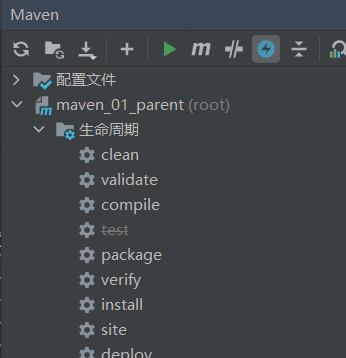 Maven
配置文件
maven_01_parent (root)
生命周期
clean
validate
compile
test
package
verify
install
site
deploy